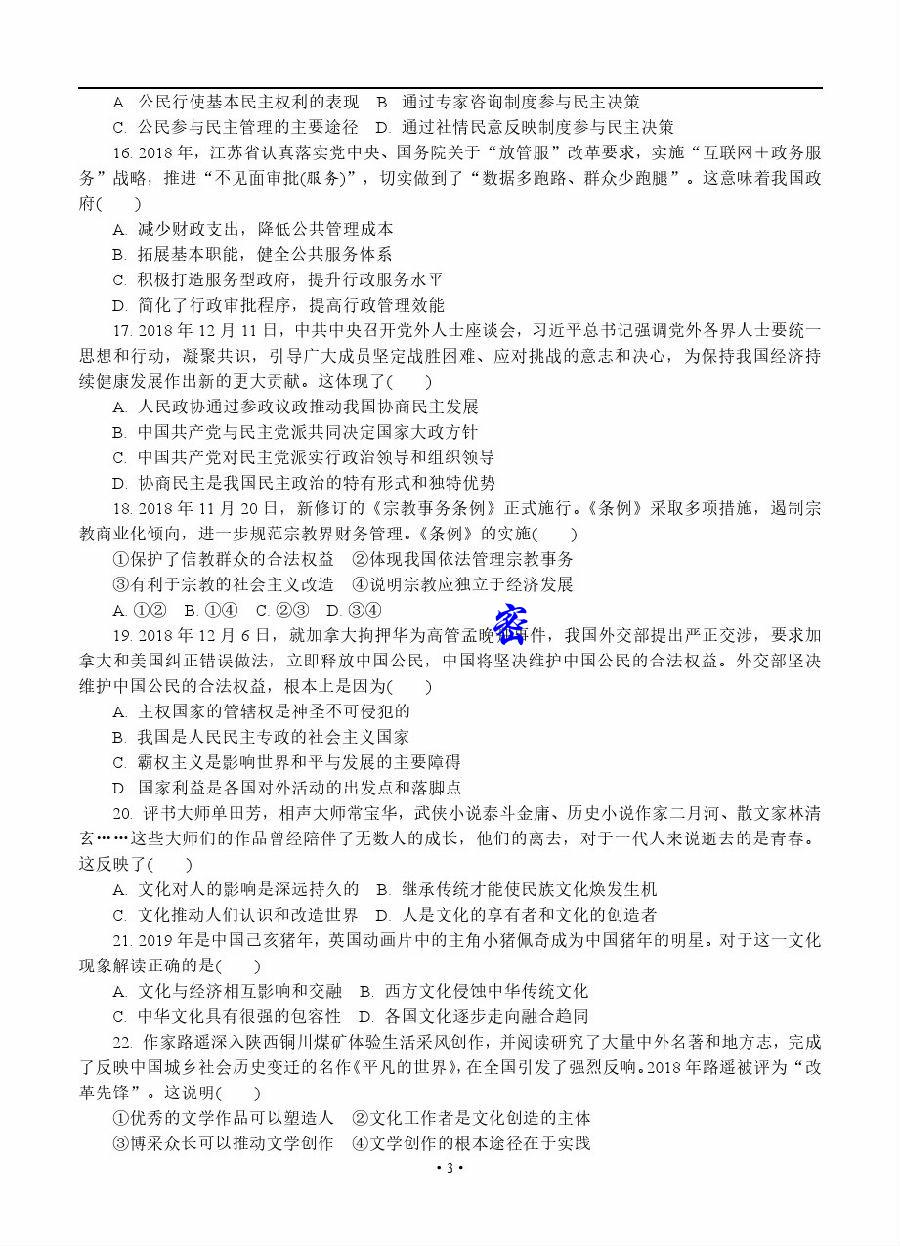 A 公民行使基本民主权利的表现 B 通过专家咨询制度参与民主决策
C. 公民参与民主管理的主要途径 D. 通过社情民意反映制度参与民主决策
16. 2018 年，江苏省认真落实党中央、国务院关于“放管服”改革要求，实施“互联网＋政务服
务”战略，推进“不见面审批(服务)”，切实做到了“数据多跑路、群众少跑腿”。这意味着我国政
府(　　)
A. 减少财政支出，降低公共管理成本
B. 拓展基本职能，健全公共服务体系
C. 积极打造服务型政府，提升行政服务水平
D. 简化了行政审批程序，提高行政管理效能
17. 2018 年 12 月 11 日，中共中央召开党外人士座谈会，习近平总书记强调党外各界人士要统一
思想和行动，凝聚共识，引导广大成员坚定战胜困难、应对挑战的意志和决心，为保持我国经济持
续健康发展作出新的更大贡献。这体现了(　　)
A. 人民政协通过参政议政推动我国协商民主发展
B. 中国共产党与民主党派共同决定国家大政方针
C. 中国共产党对民主党派实行政治领导和组织领导
D. 协商民主是我国民主政治的特有形式和独特优势
18. 2018 年 11 月 20 日，新修订的《宗教事务条例》正式施行。《条例》采取多项措施，遏制宗
教商业化倾向，进一步规范宗教界财务管理。《条例》的实施(　　)
①保护了信教群众的合法权益 ②体现我国依法管理宗教事务
③有利于宗教的社会主义改造 ④说明宗教应独立于经济发展
A. ①② B. ①④ C. ②③ D. ③④
密
19. 2018 年 12 月 6 日，就加拿大拘押华为高管孟晚舟事件，我国外交部提出严正交涉，要求加
拿大和美国纠正错误做法，立即释放中国公民，中国将坚决维护中国公民的合法权益。外交部坚决
维护中国公民的合法权益，根本上是因为(　　)
A. 主权国家的管辖权是神圣不可侵犯的
B. 我国是人民民主专政的社会主义国家
C. 霸权主义是影响世界和平与发展的主要障碍
D 国家利益是各国对外活动的出发点和落脚点
20. 评书大师单田芳，相声大师常宝华，武侠小说泰斗金庸、历史小说作家二月河、散文家林清
玄……这些大师们的作品曾经陪伴了无数人的成长，他们的离去，对于一代人来说逝去的是青春。
这反映了(　　)
A. 文化对人的影响是深远持久的 B. 继承传统才能使民族文化焕发生机
C. 文化推动人们认识和改造世界 D. 人是文化的享有者和文化的创造者
21. 2019 年是中国己亥猪年，英国动画片中的主角小猪佩奇成为中国猪年的明星。对于这一文化
现象解读正确的是(　　)
A. 文化与经济相互影响和交融 B. 西方文化侵蚀中华传统文化
C. 中华文化具有很强的包容性 D. 各国文化逐步走向融合趋同
22. 作家路遥深入陕西铜川煤矿体验生活采风创作，并阅读研究了大量中外名著和地方志，完成
了反映中国城乡社会历史变迁的名作《平凡的世界》，在全国引发了强烈反响。2018 年路遥被评为“改
革先锋”。这说明(　　)
①优秀的文学作品可以塑造人 ②文化工作者是文化创造的主体
③博采众长可以推动文学创作 ④文学创作的根本途径在于实践
• 3 •